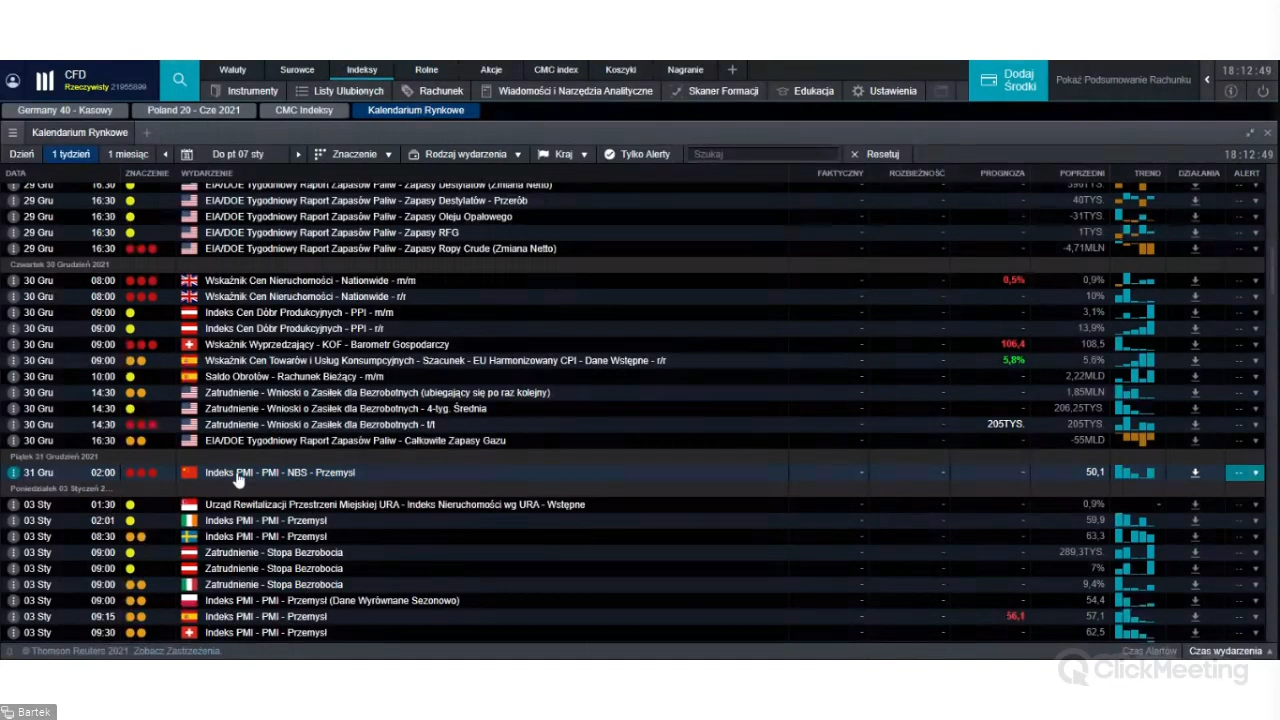 CFD
Rzeczywisty 21955899
Waluty Surowce Indeksy Rolne Akcje CMC Index Koszyki Nagranie +
Instrumenty Listy Ulubionych Rachunek Wiadomości i Narzędzia Analityczne Skaner Formacji Edukacja Ustawienia
Dodaj Środki
Pokaż Podsumowanie Rachunku
18:12:49
Germany 40 - Kasowy Poland 20 - Cze 2021 CMC Indeksy Kalendarium Rynkowe
Kalendarium Rynkowe +
Dzień 1 tydzień 1 miesiąc Do pt 07 sty Znaczenie Rodzaj wydarzenia Kraj Tylko Alerty Szukaj Resetuj 18:12:49
DATA ZNACZENIE WYDARZENIE FAKTYCZNY ROZBIEŻNOŚĆ PROGNOZA POPRZEDNI TREND DZIAŁANIA ALERT
29 Gru 16:30 EIA/DOE Tygodniowy Raport Zapasów Paliw - Zapasy Destylatów (Zmiana Netto) - - -
29 Gru 16:30 EIA/DOE Tygodniowy Raport Zapasów Paliw - Zapasy Destylatów - Przerób - - - 40TYS. --
29 Gru 16:30 EIA/DOE Tygodniowy Raport Zapasów Paliw - Zapasy Oleju Opałowego - - - -31TYS. --
29 Gru 16:30 EIA/DOE Tygodniowy Raport Zapasów Paliw - Zapasy RFG - - - 1TYS. --
29 Gru 16:30 EIA/DOE Tygodniowy Raport Zapasów Paliw - Zapasy Ropy Crude (Zmiana Netto) - - - -4,71MLN --
Czwartek 30 Grudzień 2021
30 Gru 08:00 Wskaźnik Cen Nieruchomości - Nationwide - m/m - - 0,5% 0,9% --
30 Gru 08:00 Wskaźnik Cen Nieruchomości - Nationwide - r/r - - - 10% --
30 Gru 09:00 Indeks Cen Dóbr Produkcyjnych - PPI - m/m - - - 3,1% --
30 Gru 09:00 Indeks Cen Dóbr Produkcyjnych - PPI - r/r - - - 13,9% --
30 Gru 09:00 Wskaźnik Wyprzedzający - KOF - Barometr Gospodarczy - - 106,4 108,5 --
30 Gru 09:00 Wskaźnik Cen Towarów i Usług Konsumpcyjnych - Szacunek - EU Harmonizowany CPI - Dane Wstępne - r/r - - 5,8% 5,6% --
30 Gru 10:00 Saldo Obrotów - Rachunek Bieżący - m/m - - - 2,22MLD --
30 Gru 14:30 Zatrudnienie - Wnioski o Zasiłek dla Bezrobotnych (ubiegający się po raz kolejny) - - - 1,85MLN --
30 Gru 14:30 Zatrudnienie - Wnioski o Zasiłek dla Bezrobotnych - 4-tyg. Średnia - - - 206,25TYS. --
30 Gru 14:30 Zatrudnienie - Wnioski o Zasiłek dla Bezrobotnych - t/t - - 205TYS. 205TYS. --
30 Gru 16:30 EIA/DOE Tygodniowy Raport Zapasów Paliw - Całkowite Zapasy Gazu - - - -55MLD --
Piątek 31 Grudzień 2021
31 Gru 02:00 Indeks PMI - PMI - NBS - Przemysł - - - 50,1 --
Poniedziałek 03 Styczeń 2...
03 Sty 01:30 Urząd Rewitalizacji Przestrzeni Miejskiej URA - Indeks Nieruchomości wg URA - Wstępne - - - 0,9% - --
03 Sty 02:01 Indeks PMI - PMI - Przemysł - - - 59,9 --
03 Sty 08:30 Indeks PMI - PMI - Przemysł - - - 63,3 --
03 Sty 09:00 Zatrudnienie - Stopa Bezrobocia - - - 289,3TYS. --
03 Sty 09:00 Zatrudnienie - Stopa Bezrobocia - - - 7% --
03 Sty 09:00 Zatrudnienie - Stopa Bezrobocia - - - 9,4% --
03 Sty 09:00 Indeks PMI - PMI - Przemysł (Dane Wyrównane Sezonowo) - - - 54,4 --
03 Sty 09:15 Indeks PMI - PMI - Przemysł - - 56,1 57,1 --
03 Sty 09:30 Indeks PMI - PMI - Przemysł - - - 62,5 --
© Thomson Reuters 2021 Zobacz Zastrzeżenia. Czas Alertów Czas wydarzenia
ClickMeeting
Bartek